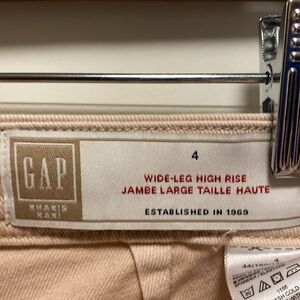 GAP
KHAKIS
KAKI
4
WIDE-LEG HIGH RISE
JAMBE LARGE TAILLE HAUTE
ESTABLISHED IN 1969